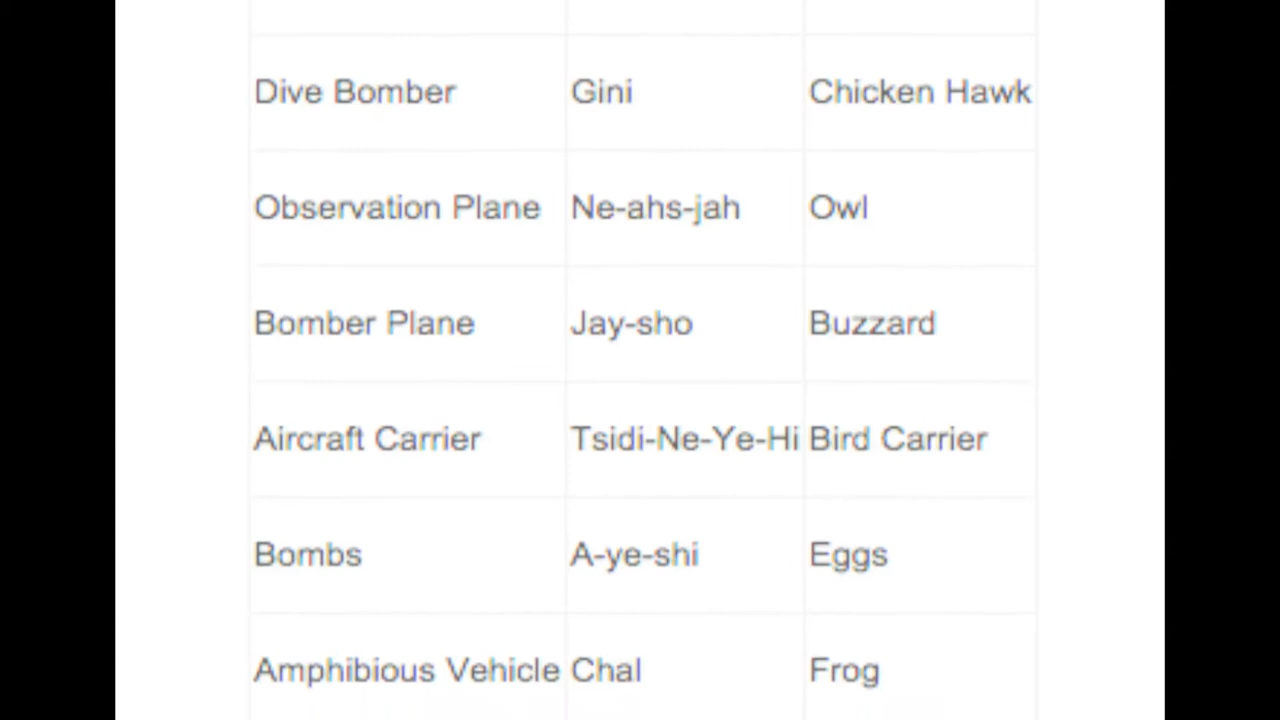 Dive Bomber Gini Chicken Hawk
Observation Plane Ne-ahs-jah Owl
Bomber Plane Jay-sho Buzzard
Aircraft Carrier Tsidi-Ne-Ye-Hi Bird Carrier
Bombs A-ye-shi Eggs
Amphibious Vehicle Chal Frog